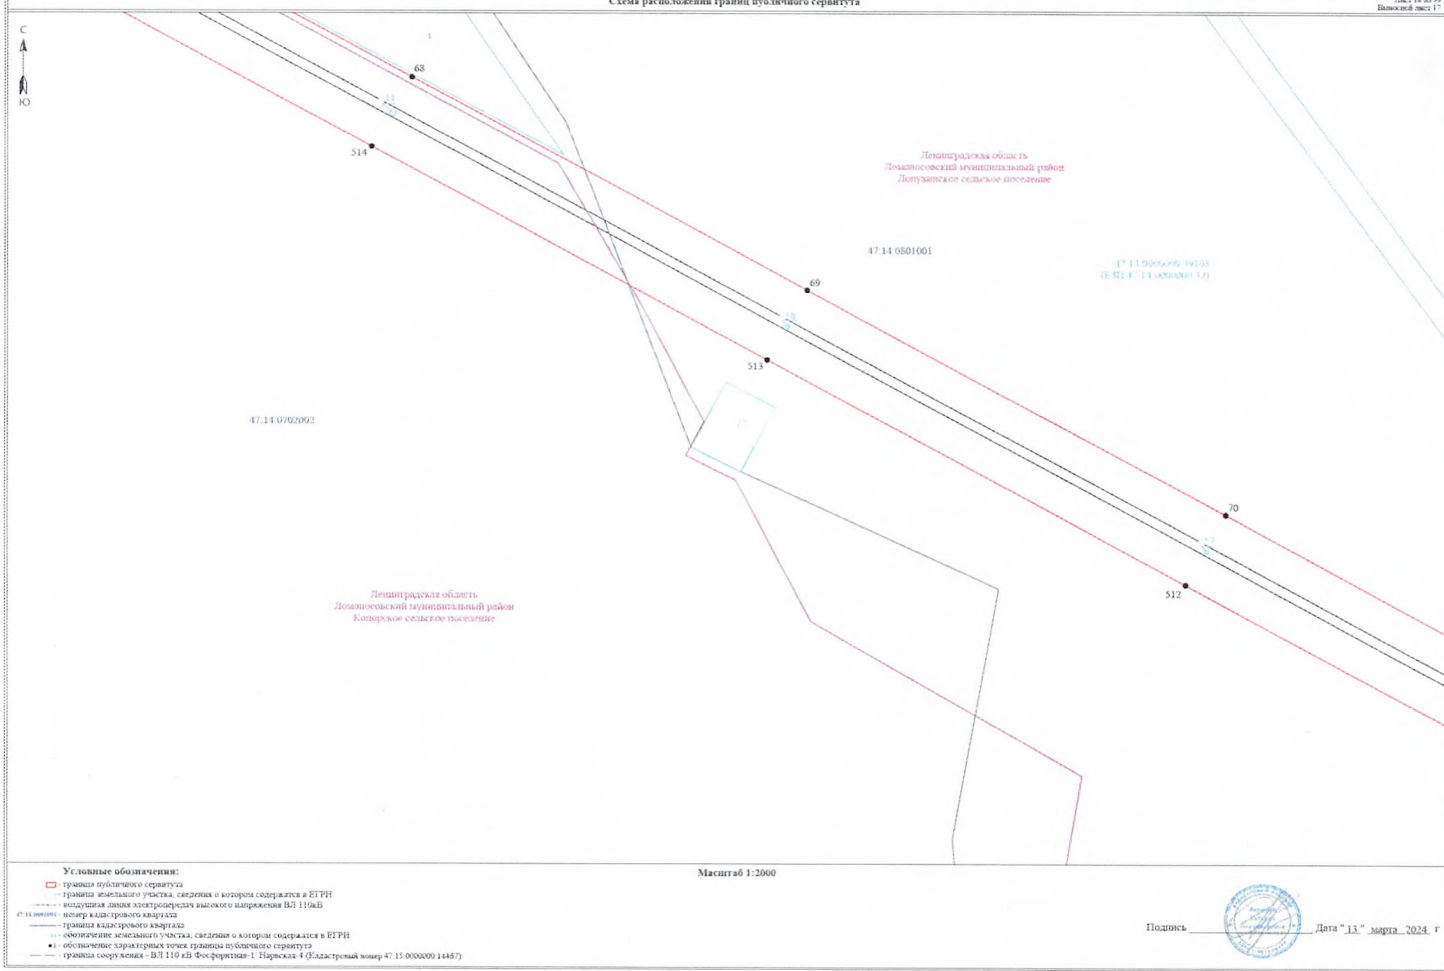 Схема расположения границ публичного сервитута
Выносной лист 17
С
Ю
1
68
514
Ленинградская область
Ломоносовский муниципальный район
Лопухинское сельское поселение
47:14:0801001
69
513
47:14:0702002
70
512
Ленинградская область
Ломоносовский муниципальный район
Копорское сельское поселение
Условные обозначения:
- граница публичного сервитута
- граница земельного участка, сведения о котором содержатся в ЕГРН
- воздушная линия электропередач высокого напряжения ВЛ 110кВ
- номер кадастрового квартала
- граница кадастрового квартала
- обозначение земельного участка, сведения о котором содержатся в ЕГРН
- обозначение характерных точек границы публичного сервитута
- граница сооружения - ВЛ 110 кВ Фосфоритная-1/ Нарвская-4 (Кадастровый номер 47:15:0000000:14467)
Масштаб 1:2000
Подпись
Дата "13" марта 2024 г